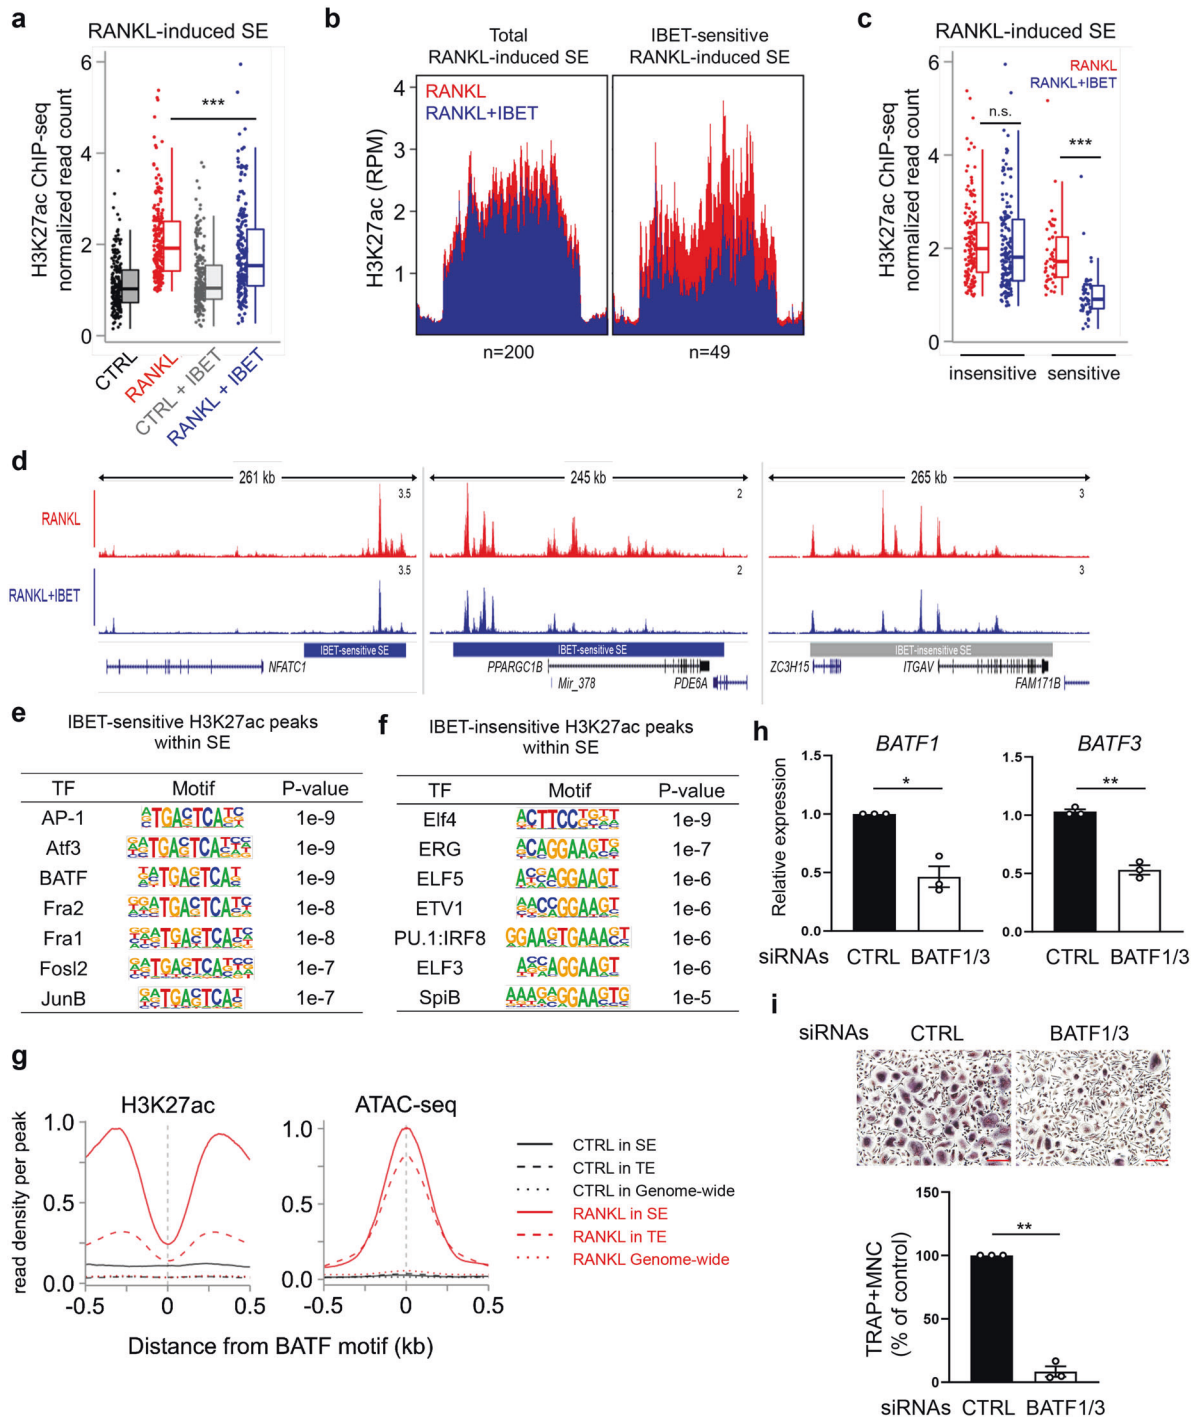 a
RANKL-induced SE
H3K27ac ChIP-seq
normalized read count
6
4
2
0
***
CTRL
RANKL
CTRL + IBET
RANKL + IBET
b
Total
RANKL-induced SE
IBET-sensitive
RANKL-induced SE
H3K27ac (RPM)
4
3
2
1
RANKL
RANKL+IBET
n=200
n=49
c
RANKL-induced SE
H3K27ac ChIP-seq
normalized read count
6
4
2
0
RANKL
RANKL+IBET
n.s.
***
insensitive
sensitive
d
261 kb
245 kb
265 kb
RANKL
3.5
2
3
RANKL+IBET
3.5
2
3
IBET-sensitive SE
IBET-sensitive SE
IBET-insensitive SE
NFATC1
PPARGC1B
Mir_378
PDE6A
ZC3H15
ITGAV
FAM171B
e
IBET-sensitive H3K27ac peaks
within SE
TF Motif P-value
AP-1 1e-9
Atf3 1e-9
BATF 1e-9
Fra2 1e-8
Fra1 1e-8
Fosl2 1e-7
JunB 1e-7
f
IBET-insensitive H3K27ac peaks
within SE
TF Motif P-value
Elf4 1e-9
ERG 1e-7
ELF5 1e-6
ETV1 1e-6
PU.1:IRF8 1e-6
ELF3 1e-6
SpiB 1e-5
g
H3K27ac
ATAC-seq
read density per peak
1.0
0.5
0.0
-0.5 0 0.5
1.0
0.5
0.0
-0.5 0 0.5
Distance from BATF motif (kb)
CTRL in SE
CTRL in TE
CTRL in Genome-wide
RANKL in SE
RANKL in TE
RANKL Genome-wide
h
BATF1
BATF3
Relative expression
1.5
1.0
0.5
0
*
1.5
1.0
0.5
0
**
siRNAs CTRL BATF1/3 CTRL BATF1/3
i
siRNAs CTRL BATF1/3
TRAP+MNC
(% of control)
150
100
50
0
**
siRNAs CTRL BATF1/3